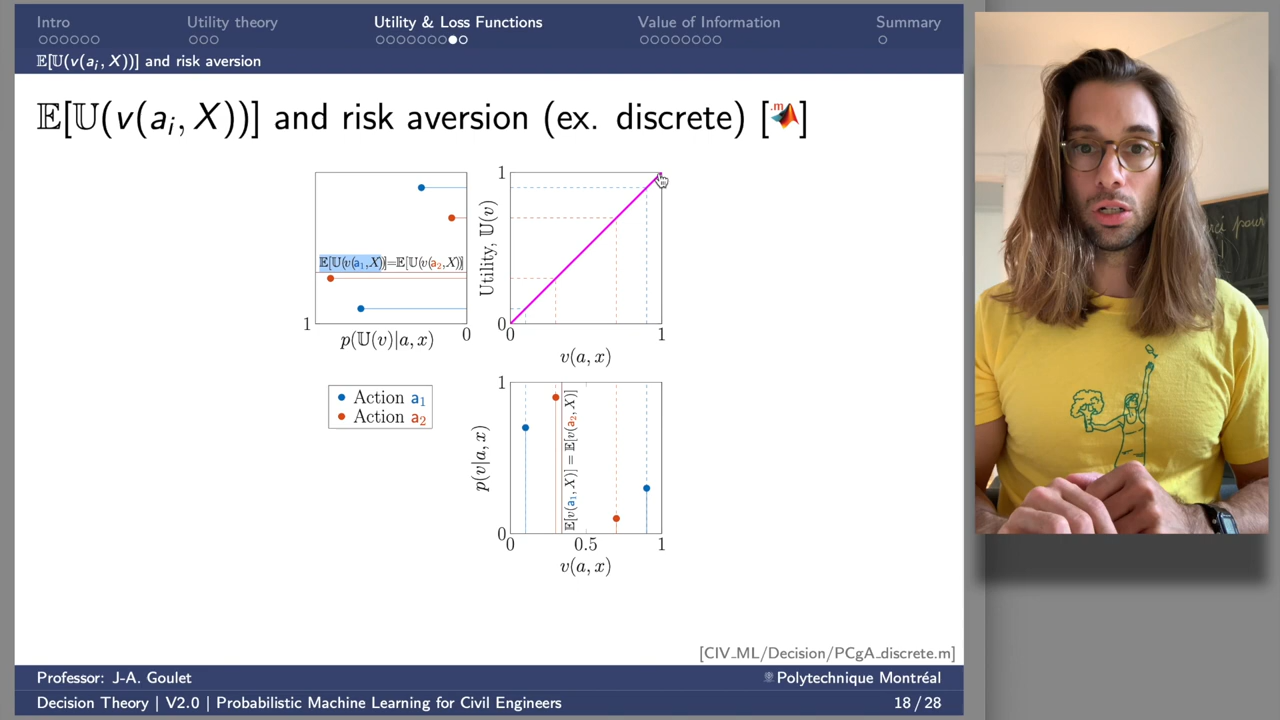 Intro
Utility theory
Utility & Loss Functions
Value of Information
Summary
𝔼[𝕌(v(aᵢ, X))] and risk aversion
𝔼[𝕌(v(aᵢ, X))] and risk aversion (ex. discrete) [.m]
1
𝔼[𝕌(v(a₁,X))]=𝔼[𝕌(v(a₂,X))]
1
0
p(𝕌(v)|a, x)
Utility, 𝕌(v)
0
0
1
v(a, x)
Action a₁
Action a₂
1
p(v|a, x)
𝔼[v(a₁, X)] = 𝔼[v(a₂, X)]
0
0
0.5
1
v(a, x)
[CIV_ML/Decision/PCgA_discrete.m]
Professor: J-A. Goulet
Polytechnique Montréal
Decision Theory | V2.0 | Probabilistic Machine Learning for Civil Engineers
18 / 28